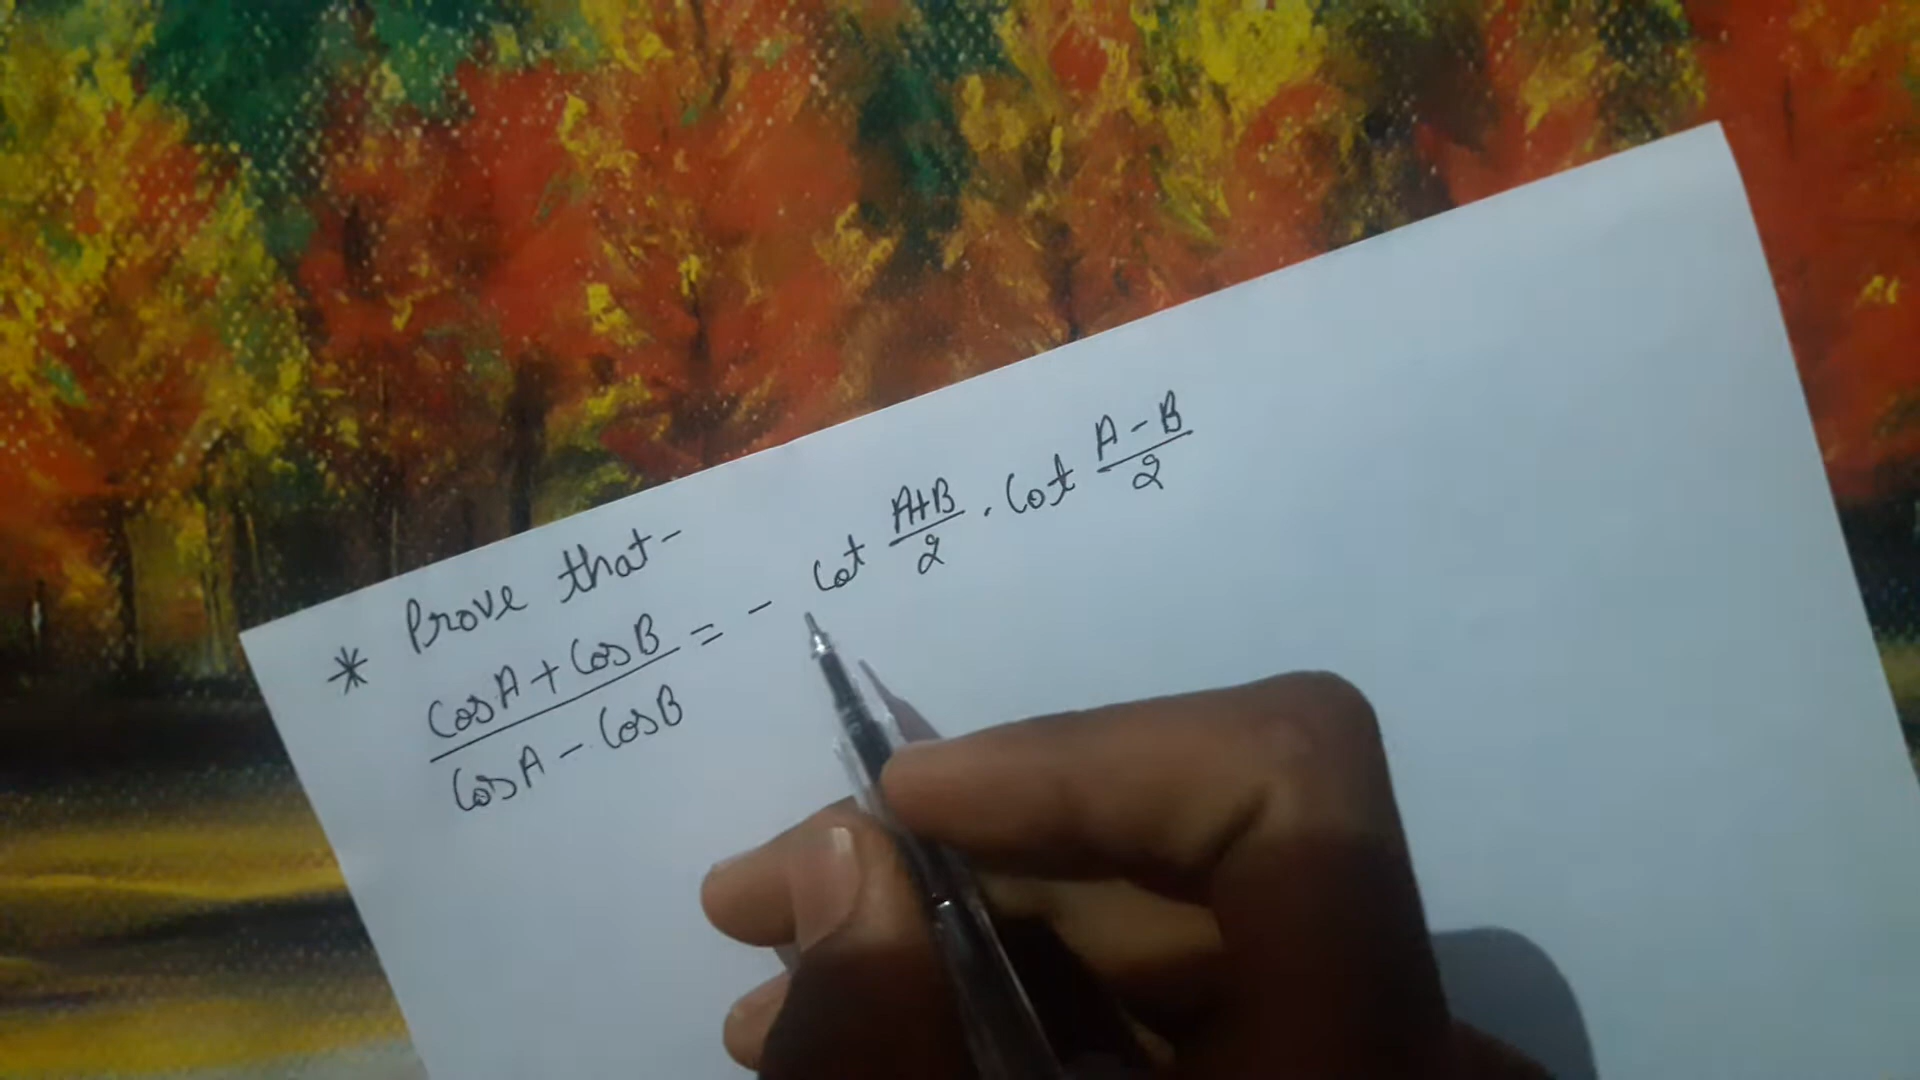 * Prove that-
CosA + CosB / CosA - CosB = - Cot A+B/2 . Cot A - B/2